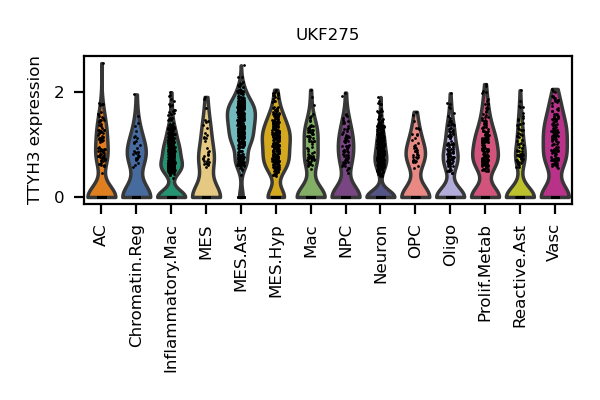 UKF275
TTYH3 expression
2
0
AC
Chromatin.Reg
Inflammatory.Mac
MES
MES.Ast
MES.Hyp
Mac
NPC
Neuron
OPC
Oligo
Prolif.Metab
Reactive.Ast
Vasc